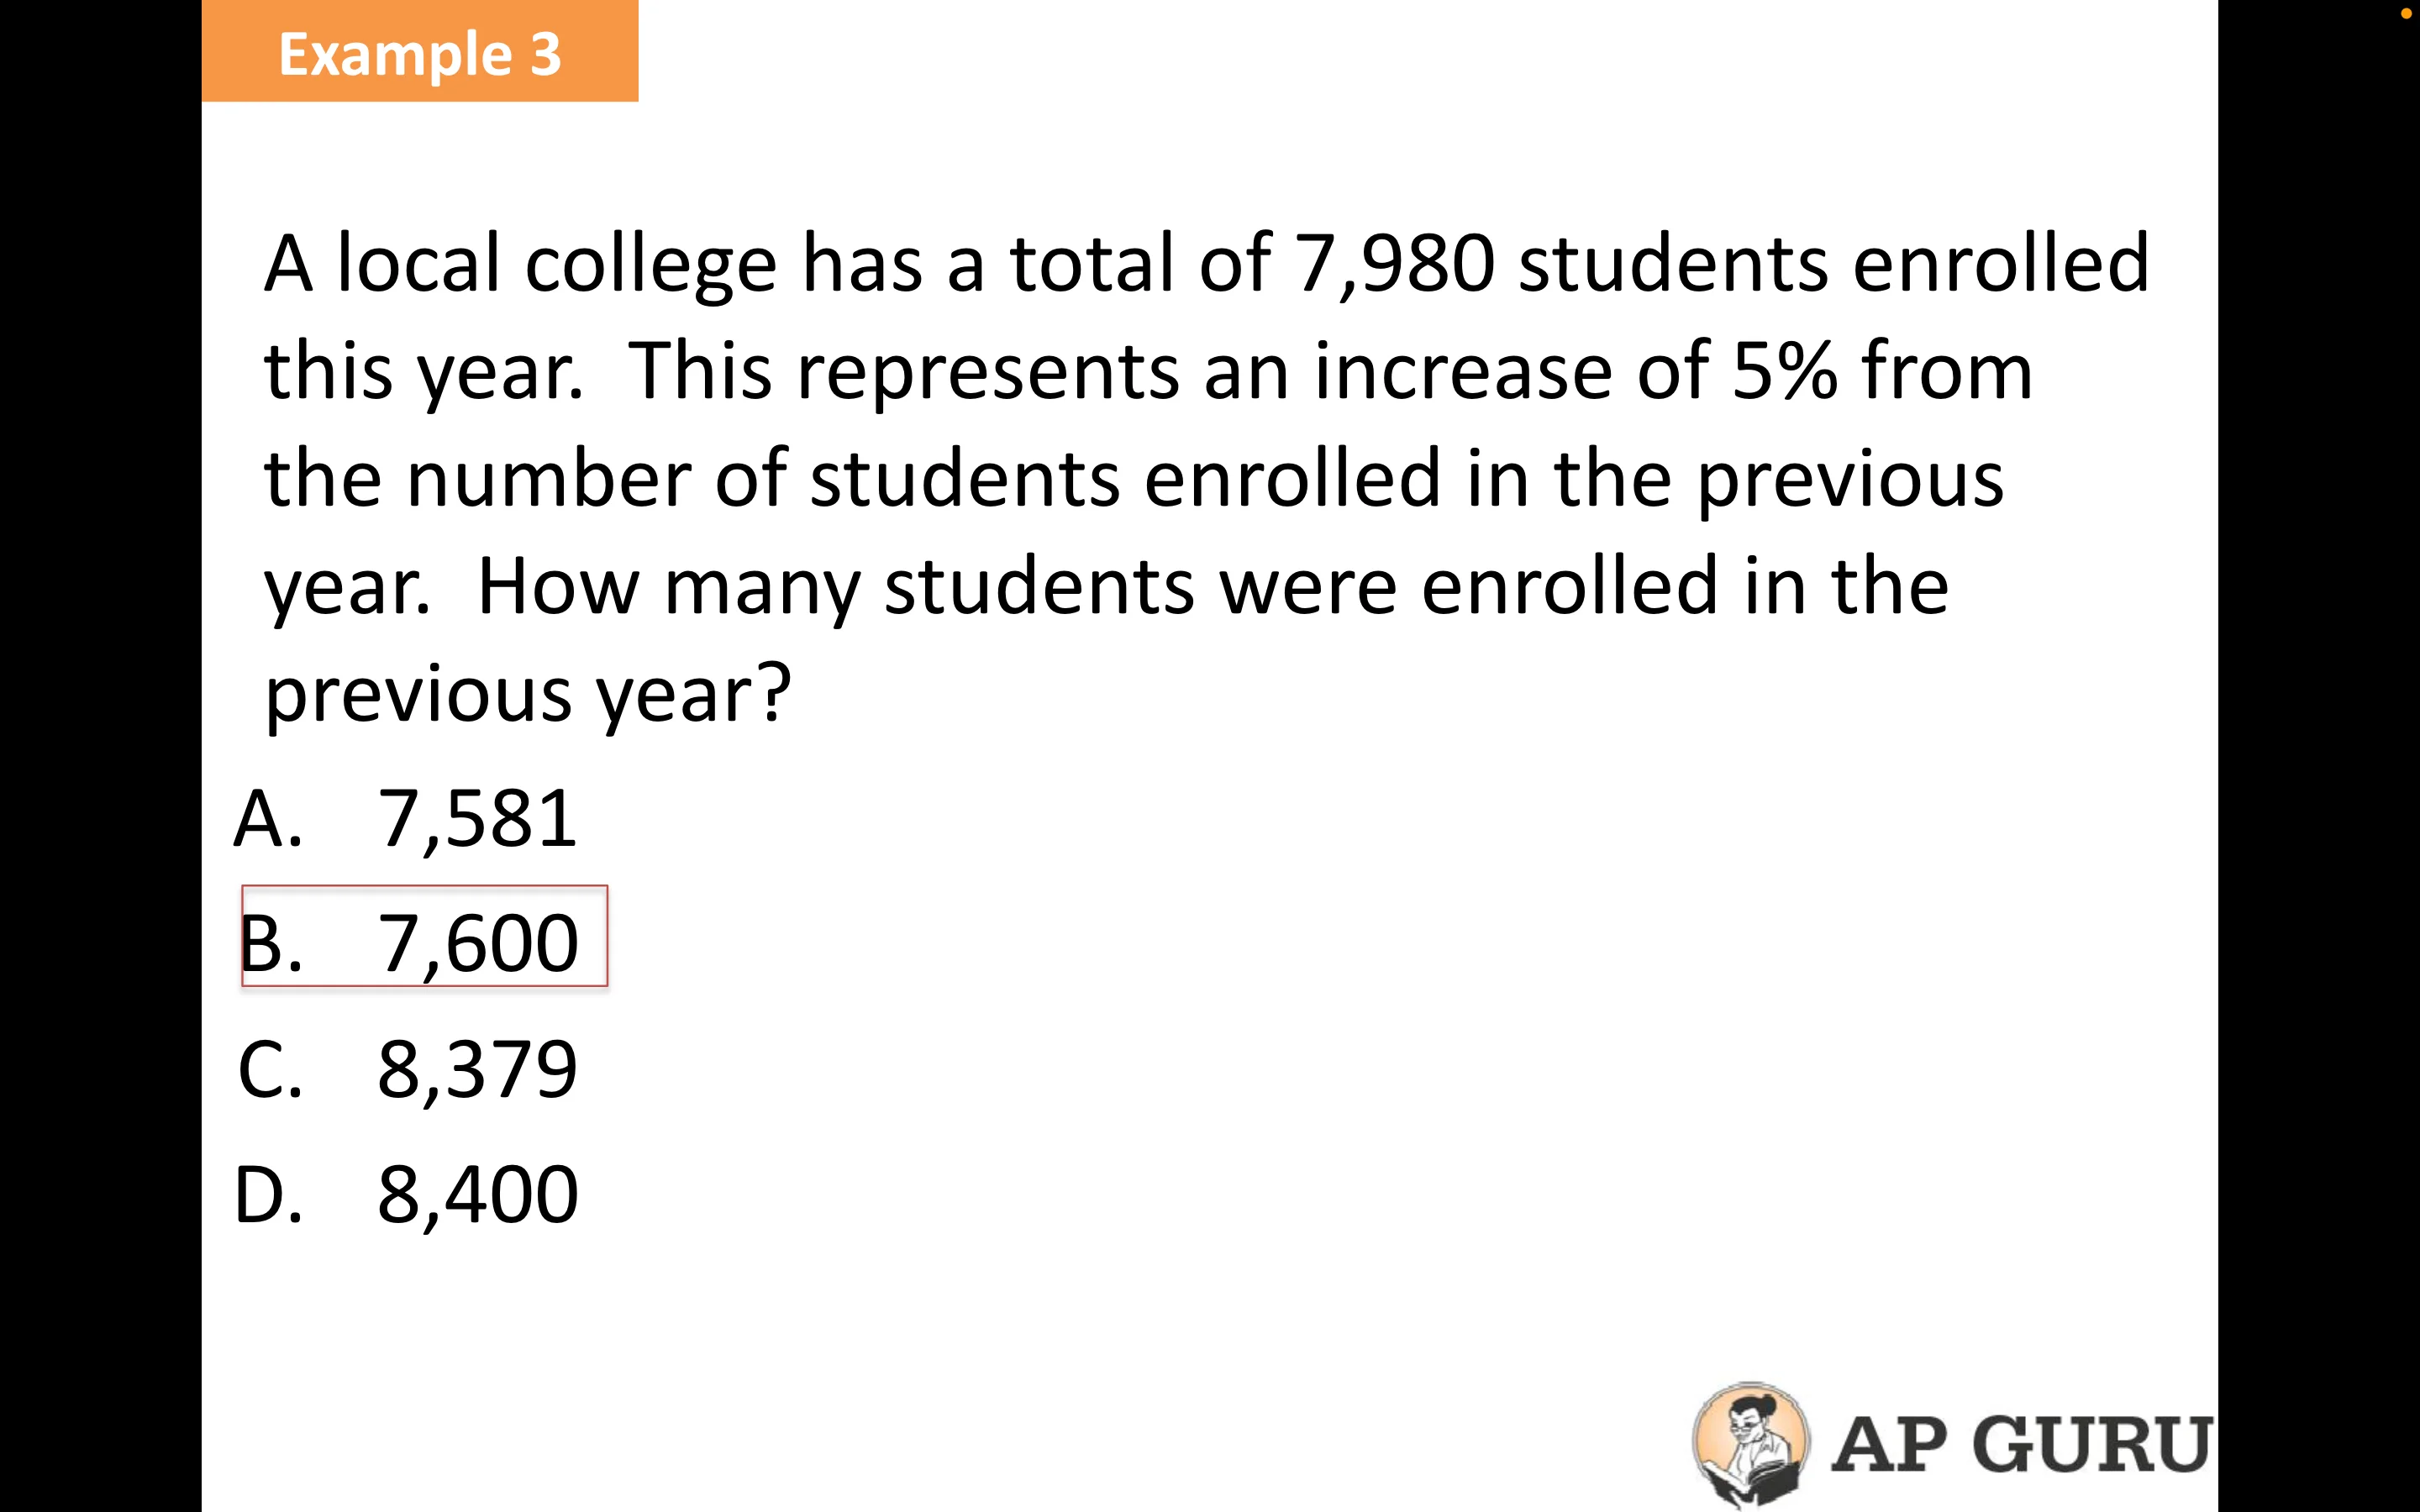 Example 3
A local college has a total of 7,980 students enrolled
this year. This represents an increase of 5% from
the number of students enrolled in the previous
year. How many students were enrolled in the
previous year?
A. 7,581
B. 7,600
C. 8,379
D. 8,400
AP GURU